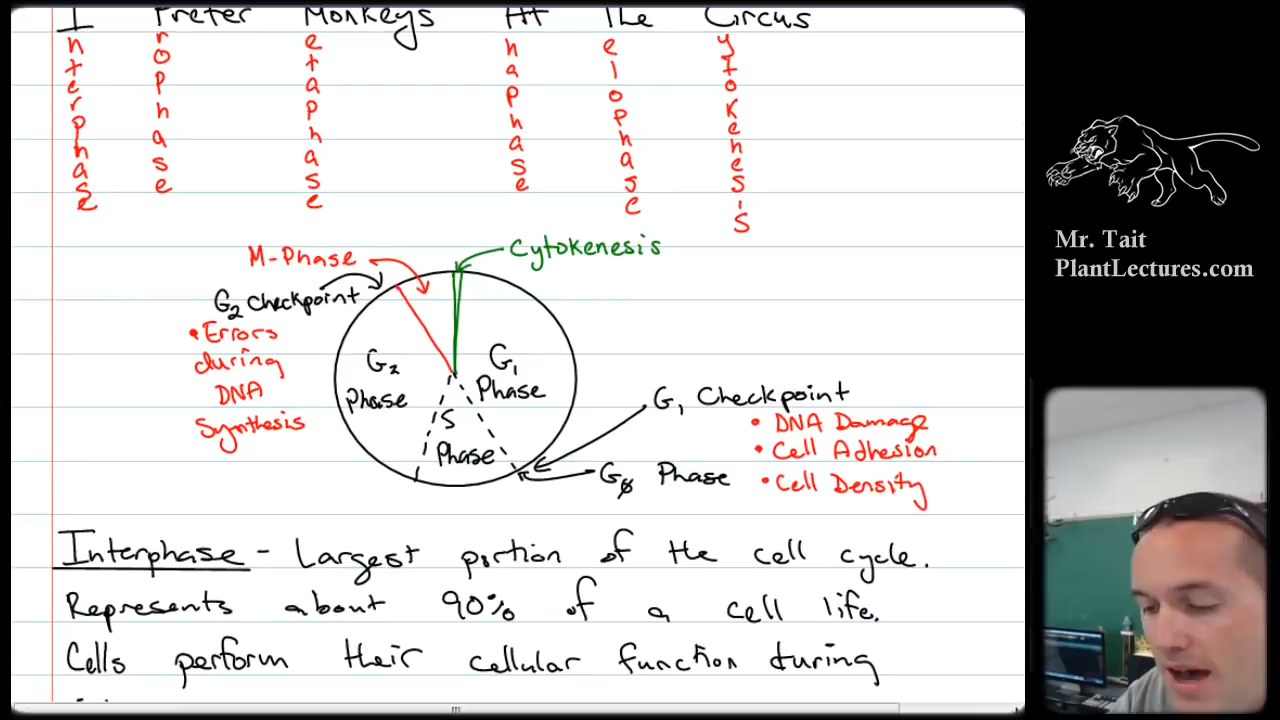 I Prefer Monkeys At The Circus
Interphase
rophase
etaphase
naphase
elophase
ytokenesis
M-Phase
Cytokenesis
G2 Checkpoint
• Errors
during
DNA
Synthesis
G2
Phase
G1
Phase
S
Phase
G1 Checkpoint
• DNA Damage
• Cell Adhesion
• Cell Density
G0 Phase
Interphase - Largest portion of the cell cycle.
Represents about 90% of a cell life.
Cells perform their cellular function during
Mr. Tait
PlantLectures.com